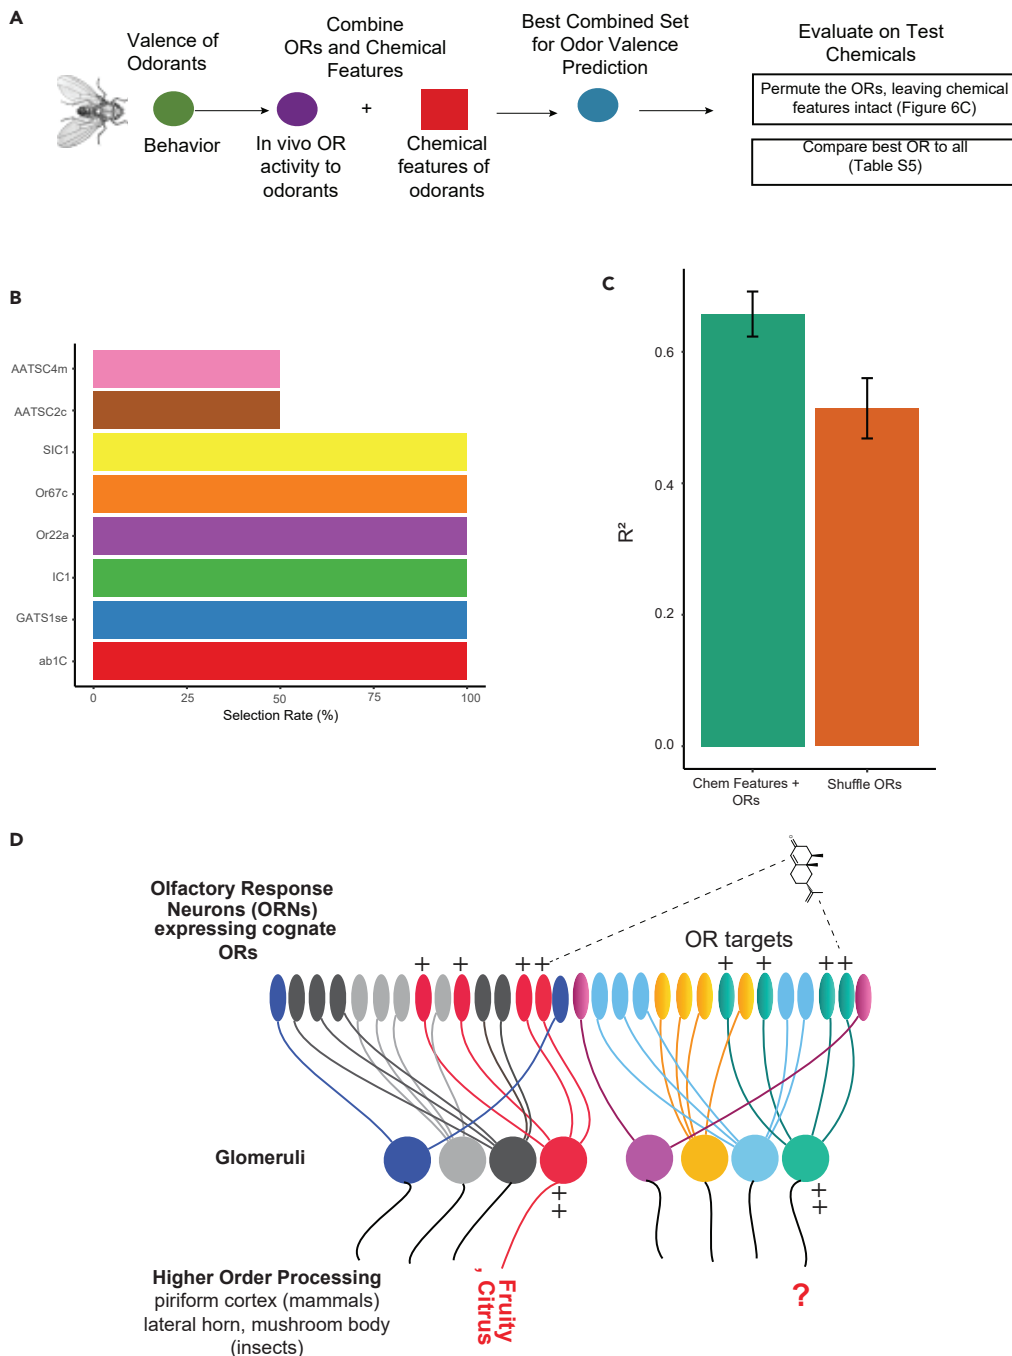 A
Valence of
Odorants
Behavior
Combine
ORs and Chemical
Features
+
In vivo OR
activity to
odorants
Chemical
features of
odorants
Best Combined Set
for Odor Valence
Prediction
Evaluate on Test
Chemicals
Permute the ORs, leaving chemical
features intact (Figure 6C)
Compare best OR to all
(Table S5)
B
AATSC4m
AATSC2c
SIC1
Or67c
Or22a
IC1
GATS1se
ab1C
0 25 50 75 100
Selection Rate (%)
C
R²
0.6
0.4
0.2
0.0
Chem Features +
ORs
Shuffle ORs
D
Olfactory Response
Neurons (ORNs)
expressing cognate
ORs
o
OR targets
+ + + + + + + +
Glomeruli
+ +
+ +
Higher Order Processing
piriform cortex (mammals)
lateral horn, mushroom body
(insects)
Fruity
, Citrus
?